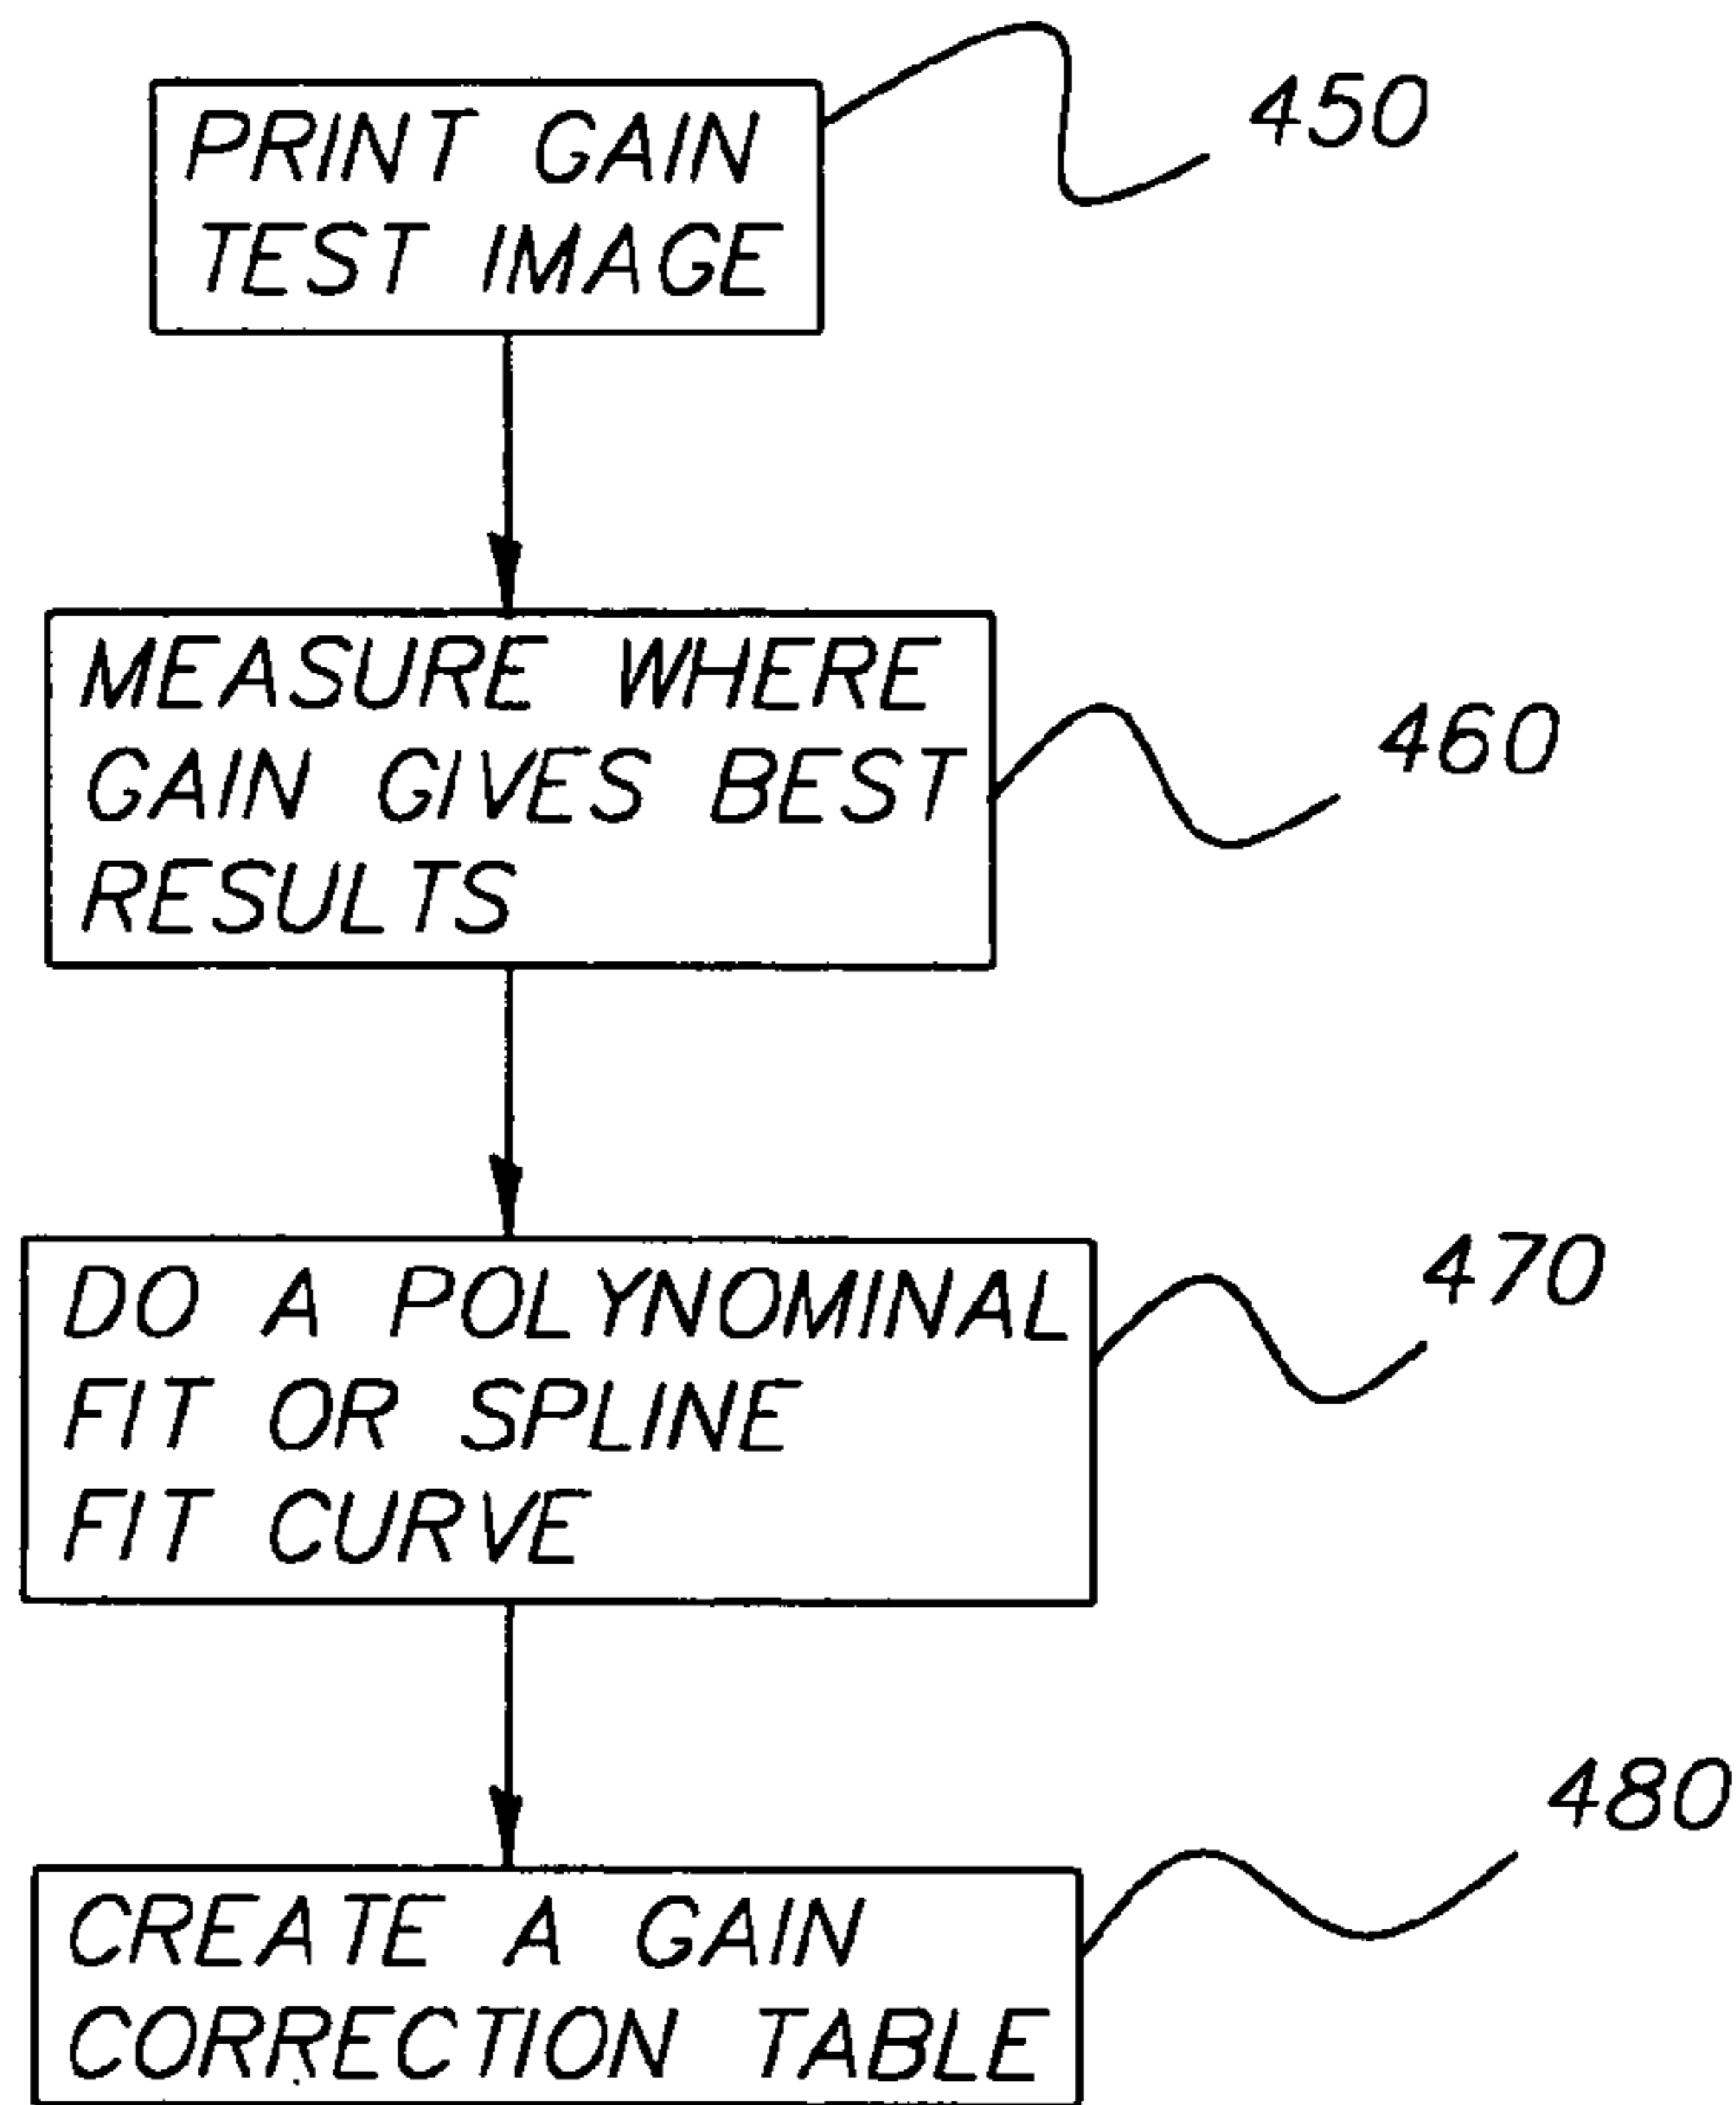 PRINT GAIN
TEST IMAGE
450
MEASURE WHERE
GAIN GIVES BEST
RESULTS
460
DO A POLYNOMINAL
FIT OR SPLINE
FIT CURVE
470
CREATE A GAIN
CORRECTION TABLE
480